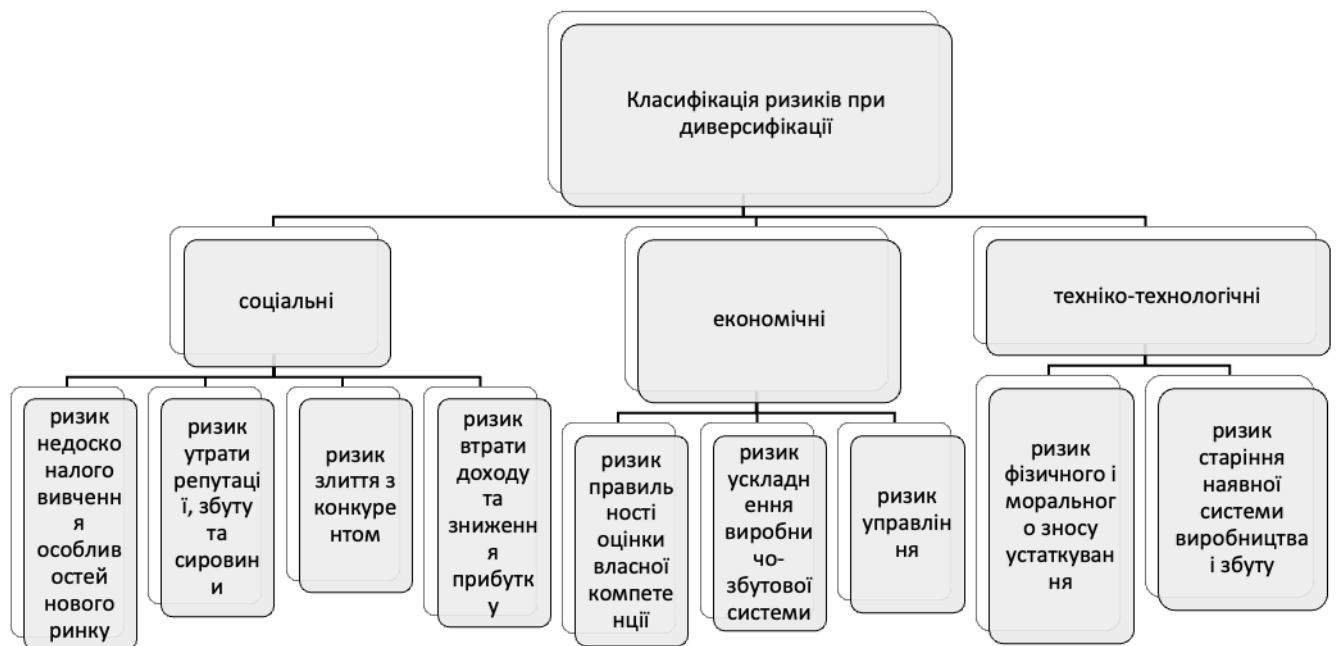 Класифікація ризиків при
диверсифікації
соціальні
економічні
техніко-технологічні
ризик
недоско
налого
вивченн
я
особлив
остей
нового
ринку
ризик
утрати
репутаці
ї, збуту
та
сировин
и
ризик
злиття з
конкуре
нтом
ризик
втрати
доходу
та
зниженн
я
прибутк
у
ризик
правиль
ності
оцінки
власної
компете
нції
ризик
ускладн
ення
виробни
чо-
збутової
системи
ризик
управлін
ня
ризик
фізичного і
моральног
о зносу
устаткуван
ня
ризик
старіння
наявної
системи
виробництва
і збуту